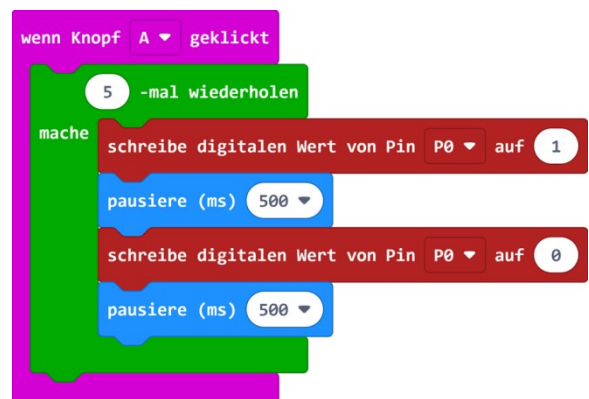 wenn Knopf A geklickt
5 -mal wiederholen
mache
schreibe digitalen Wert von Pin P0 auf 1
pausiere (ms) 500
schreibe digitalen Wert von Pin P0 auf 0
pausiere (ms) 500